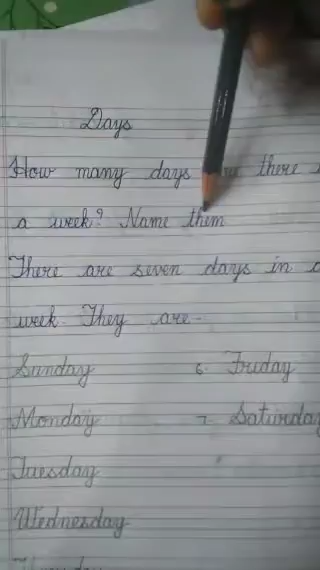 Days
How many days there
a week? Name them
There are seven days in a
week. They are-
Sunday 6. Friday
Monday 7. Saturday
Tuesday
Wednesday